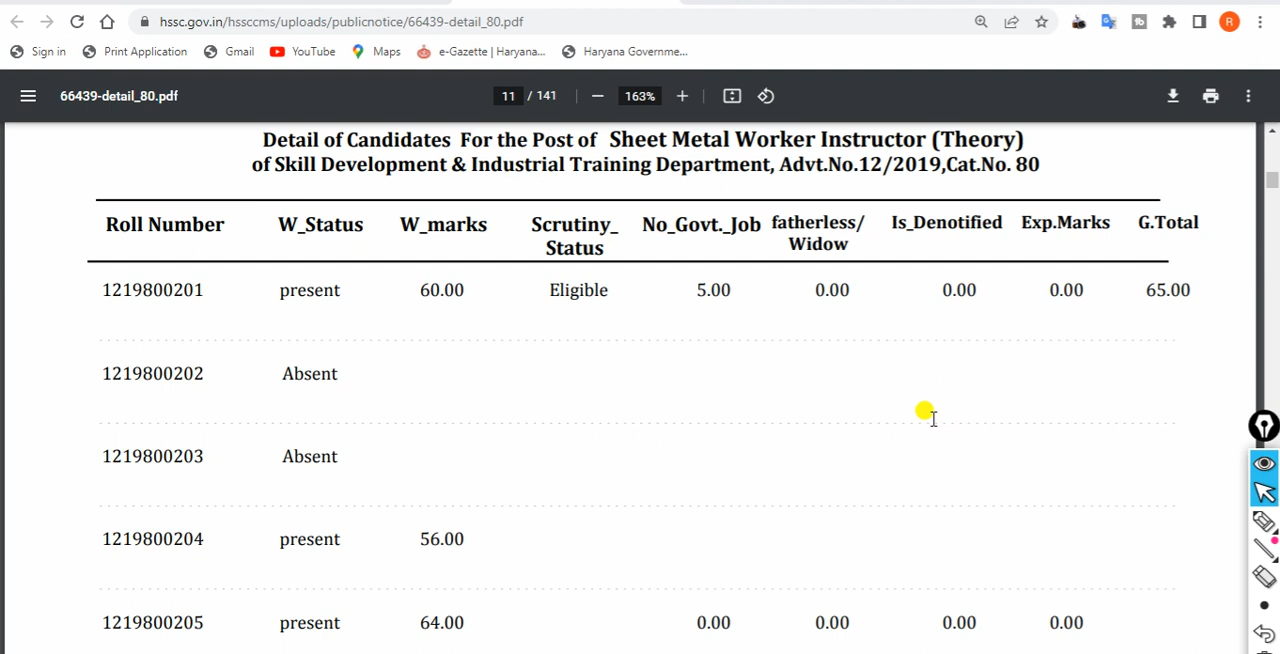 hssc.gov.in/hssccms/uploads/publicnotice/66439-detail_80.pdf
R
Sign in Print Application Gmail YouTube Maps e-Gazette | Haryana... Haryana Governme...
66439-detail_80.pdf 11 / 141 − 163% +
Detail of Candidates For the Post of Sheet Metal Worker Instructor (Theory)
of Skill Development & Industrial Training Department, Advt.No.12/2019,Cat.No. 80
Roll Number W_Status W_marks Scrutiny_ No_Govt._Job fatherless/ Is_Denotified Exp.Marks G.Total
Status Widow
1219800201 present 60.00 Eligible 5.00 0.00 0.00 0.00 65.00
1219800202 Absent
1219800203 Absent
1219800204 present 56.00
1219800205 present 64.00 0.00 0.00 0.00 0.00